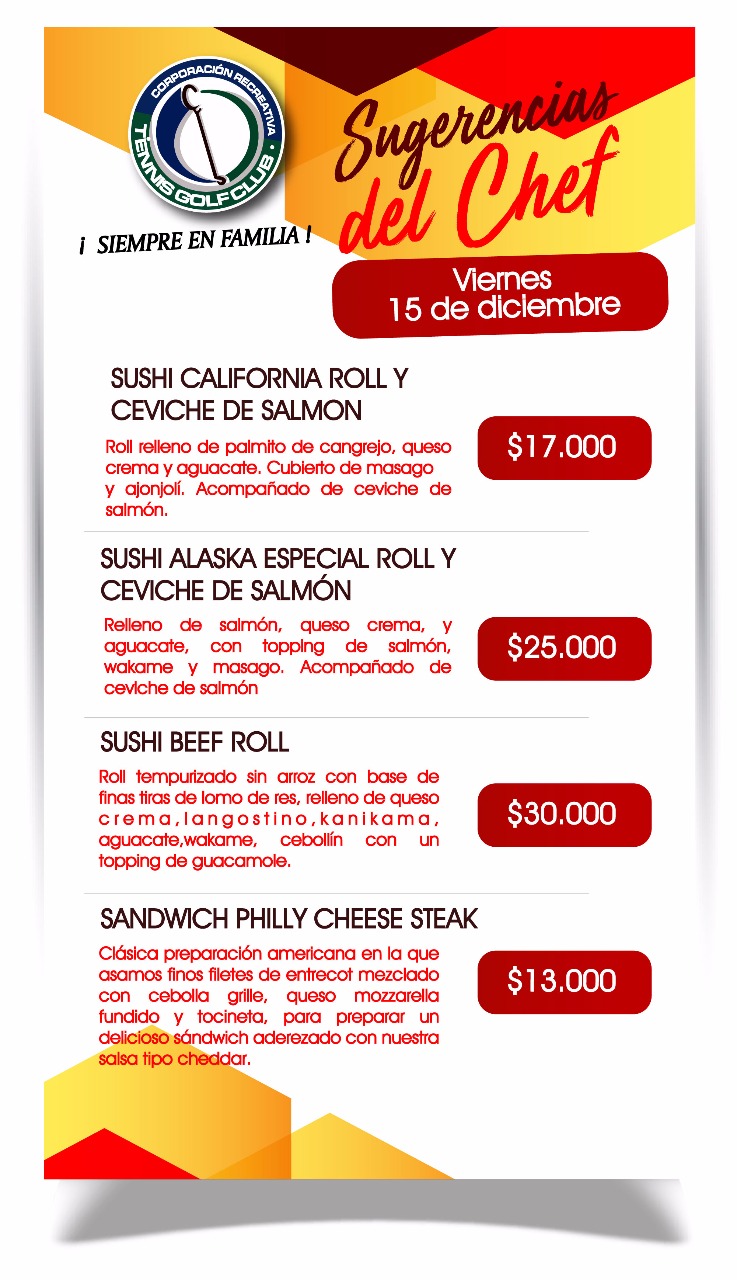 CORPORACIÓN RECREATIVA
TENNIS GOLF CLUB
¡ SIEMPRE EN FAMILIA !
Sugerencias
del Chef
Viernes
15 de diciembre
SUSHI CALIFORNIA ROLL Y
CEVICHE DE SALMON
Roll relleno de palmito de cangrejo, queso
crema y aguacate. Cubierto de masago
y ajonjolí. Acompañado de ceviche de
salmón.
$17.000
SUSHI ALASKA ESPECIAL ROLL Y
CEVICHE DE SALMÓN
Relleno de salmón, queso crema, y
aguacate, con topping de salmón,
wakame y masago. Acompañado de
ceviche de salmón
$25.000
SUSHI BEEF ROLL
Roll tempurizado sin arroz con base de
finas tiras de lomo de res, relleno de queso
crema,langostino,kanikama,
aguacate,wakame, cebollín con un
topping de guacamole.
$30.000
SANDWICH PHILLY CHEESE STEAK
Clásica preparación americana en la que
asamos finos filetes de entrecot mezclado
con cebolla grille, queso mozzarella
fundido y tocineta, para preparar un
delicioso sándwich aderezado con nuestra
salsa tipo cheddar.
$13.000